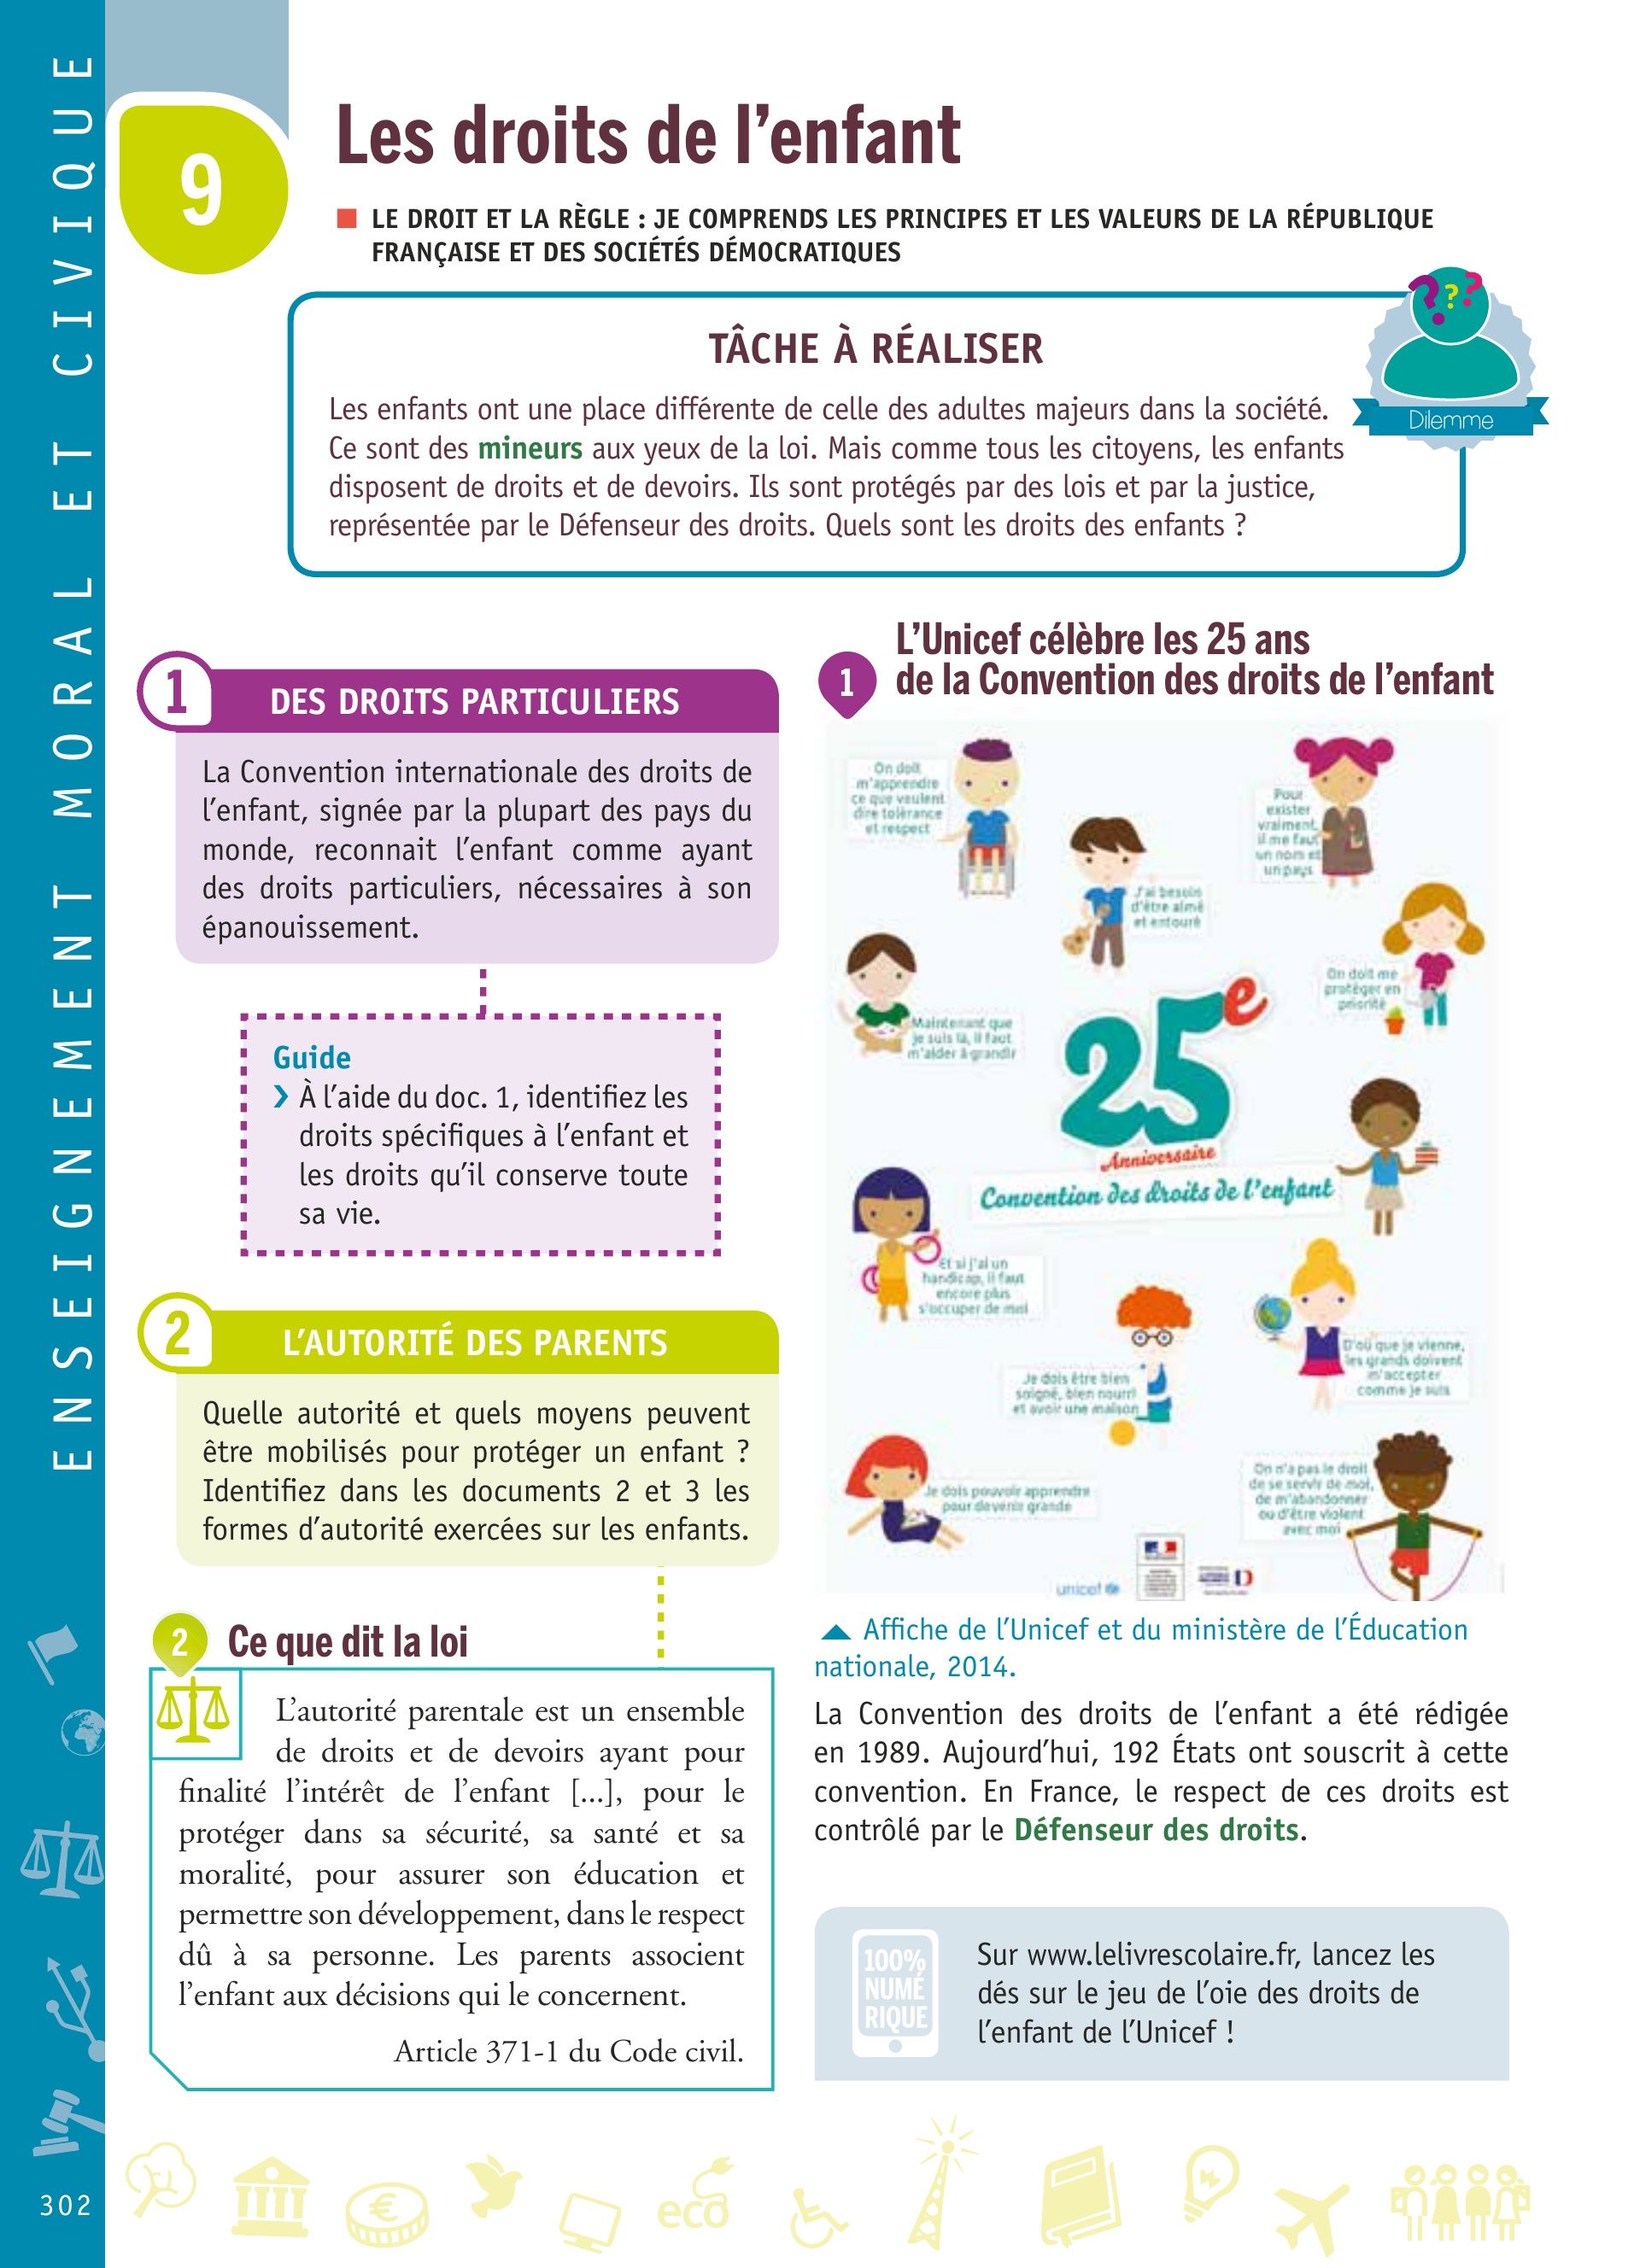 ENSEIGNEMENT MORAL ET CIVIQUE
9
Les droits de l’enfant
LE DROIT ET LA RÈGLE : JE COMPRENDS LES PRINCIPES ET LES VALEURS DE LA RÉPUBLIQUE
FRANÇAISE ET DES SOCIÉTÉS DÉMOCRATIQUES
???
Dilemme
TÂCHE À RÉALISER
Les enfants ont une place différente de celle des adultes majeurs dans la société.
Ce sont des mineurs aux yeux de la loi. Mais comme tous les citoyens, les enfants
disposent de droits et de devoirs. Ils sont protégés par des lois et par la justice,
représentée par le Défenseur des droits. Quels sont les droits des enfants ?
1
DES DROITS PARTICULIERS
La Convention internationale des droits de
l’enfant, signée par la plupart des pays du
monde, reconnait l’enfant comme ayant
des droits particuliers, nécessaires à son
épanouissement.
Guide
❯ À l’aide du doc. 1, identifiez les
droits spécifiques à l’enfant et
les droits qu’il conserve toute
sa vie.
2
L’AUTORITÉ DES PARENTS
Quelle autorité et quels moyens peuvent
être mobilisés pour protéger un enfant ?
Identifiez dans les documents 2 et 3 les
formes d’autorité exercées sur les enfants.
2
Ce que dit la loi
L’autorité parentale est un ensemble
de droits et de devoirs ayant pour
finalité l’intérêt de l’enfant [...], pour le
protéger dans sa sécurité, sa santé et sa
moralité, pour assurer son éducation et
permettre son développement, dans le respect
dû à sa personne. Les parents associent
l’enfant aux décisions qui le concernent.
Article 371-1 du Code civil.
1
L’Unicef célèbre les 25 ans
de la Convention des droits de l’enfant
On doit
m’apprendre
ce que veulent
dire tolérance
et respect
Pour
exister
vraiment,
il me faut
un nom et
un pays
J’ai besoin
d’être aimé
et entouré
On doit me
protéger en
priorité
Maintenant que
je suis là, il faut
m’aider à grandir
25e
Anniversaire
Convention des droits de l’enfant
Et si j’ai un
handicap, il faut
encore plus
s’occuper de moi
D’où que je vienne,
les grands doivent
m’accepter
comme je suis
Je dois être bien
soigné, bien nourri
et avoir une maison
Je dois pouvoir apprendre
pour devenir grande
On n’a pas le droit
de se servir de moi,
de m’abandonner
ou d’être violent
avec moi
unicef
Affiche de l’Unicef et du ministère de l’Éducation
nationale, 2014.
La Convention des droits de l’enfant a été rédigée
en 1989. Aujourd’hui, 192 États ont souscrit à cette
convention. En France, le respect de ces droits est
contrôlé par le Défenseur des droits.
100%
NUMÉ
RIQUE
Sur www.lelivrescolaire.fr, lancez les
dés sur le jeu de l’oie des droits de
l’enfant de l’Unicef !
€
eco
302